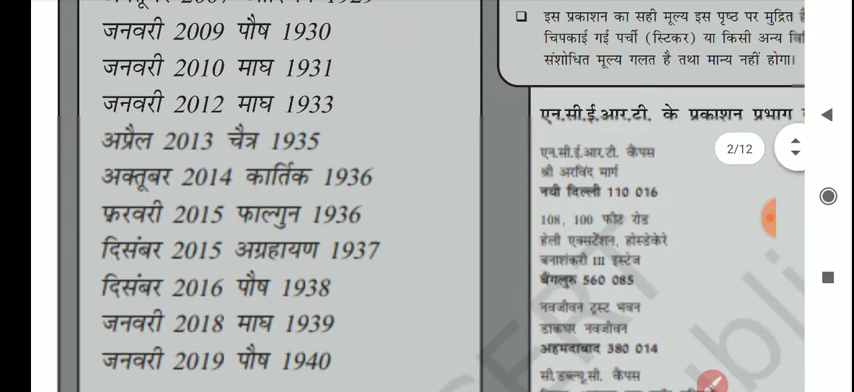 जनवरी 2009 पौष 1930
जनवरी 2010 माघ 1931
जनवरी 2012 माघ 1933
अप्रैल 2013 चैत्र 1935
अक्तूबर 2014 कार्तिक 1936
फ़रवरी 2015 फाल्गुन 1936
दिसंबर 2015 अग्रहायण 1937
दिसंबर 2016 पौष 1938
जनवरी 2018 माघ 1939
जनवरी 2019 पौष 1940
इस प्रकाशन का सही मूल्य इस पृष्ठ पर मुद्रित
चिपकाई गई पर्ची (स्टिकर) या किसी अन्य
संशोधित मूल्य गलत है तथा मान्य नहीं होगा।
एन.सी.ई.आर.टी. के प्रकाशन प्रभाग
2/12
एन.सी.ई.आर.टी. कैंपस
श्री अरविंद मार्ग
नयी दिल्ली 110 016
108, 100 फीट रोड
हेली एक्सटेंशन, होस्डेकेरे
बनाशंकरी III इस्टेज
बैंगलुरु 560 085
नवजीवन ट्रस्ट भवन
डाकघर नवजीवन
अहमदाबाद 380 014
सी.डब्ल्यू.सी. कैंपस